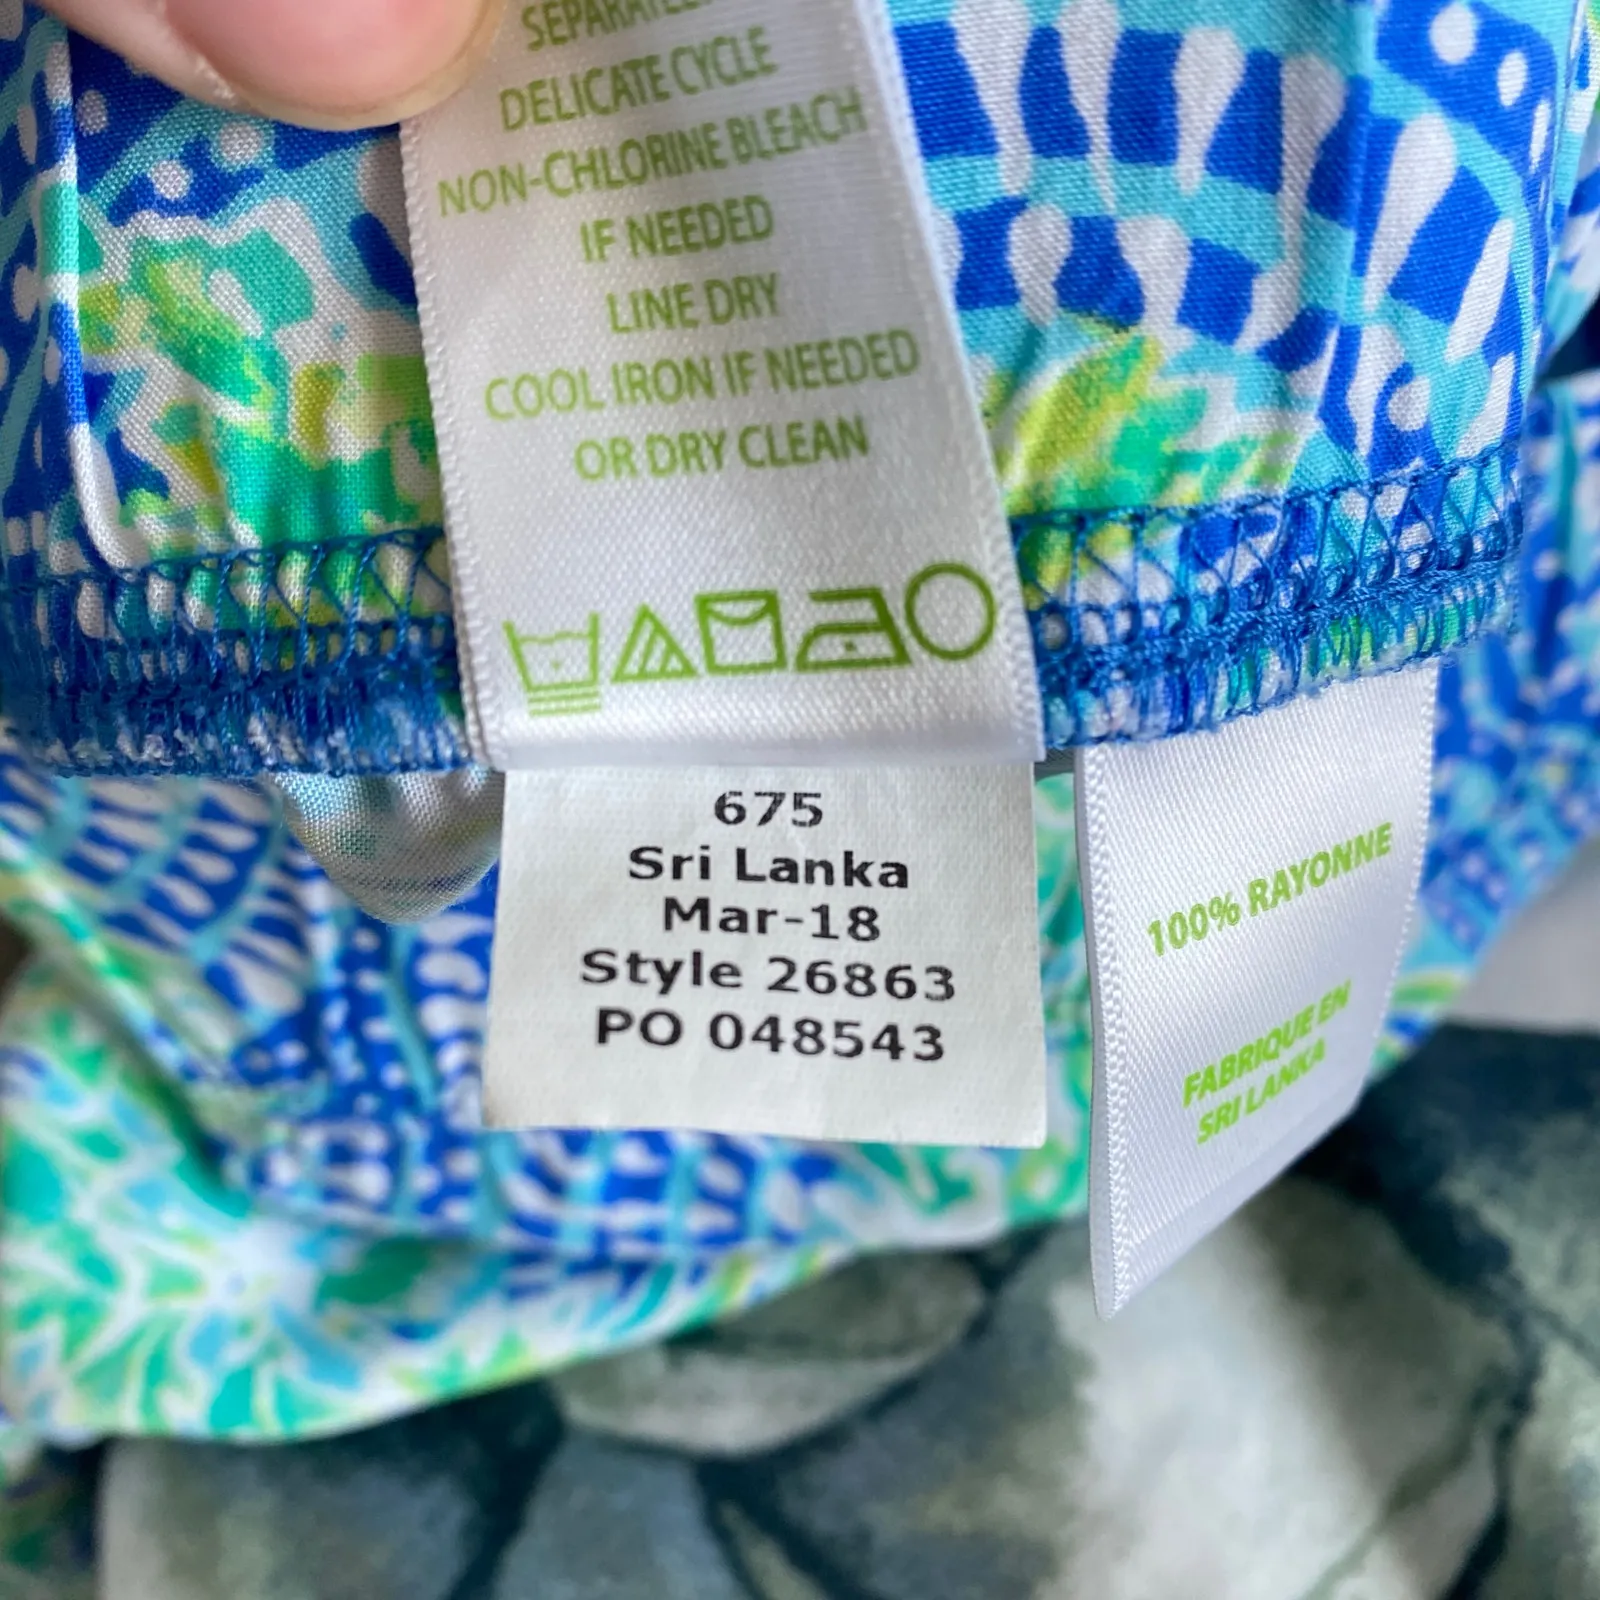 SEPARATELY
DELICATE CYCLE
NON-CHLORINE BLEACH
IF NEEDED
LINE DRY
COOL IRON IF NEEDED
OR DRY CLEAN
675
Sri Lanka
Mar-18
Style 26863
PO 048543
100% RAYONNE
FABRIQUE EN
SRI LANKA